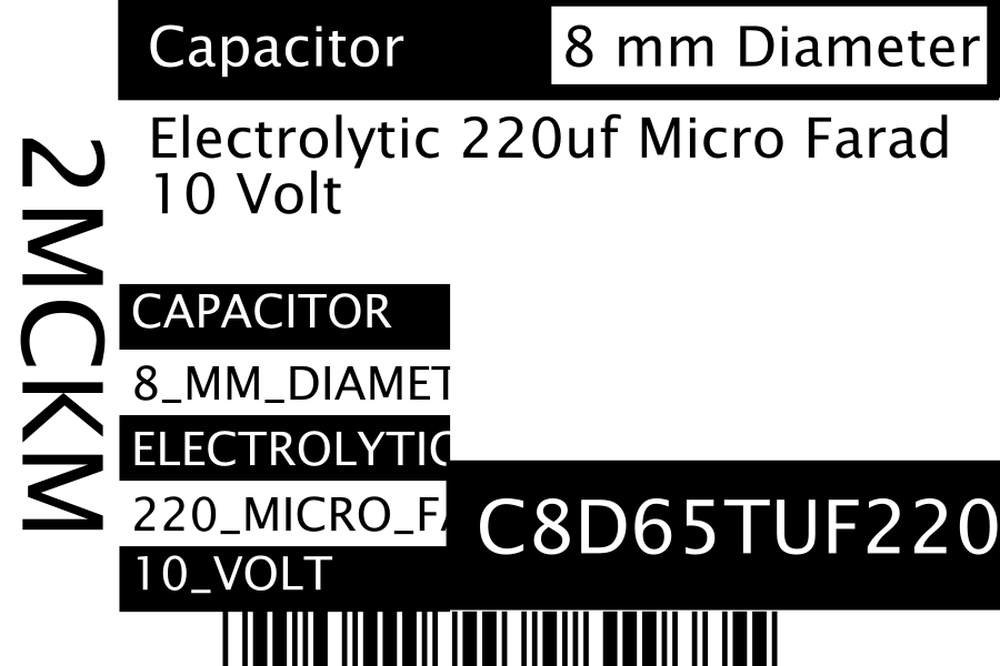 Capacitor
8 mm Diameter
Electrolytic 220uf Micro Farad
10 Volt
2MCKM
CAPACITOR
8_MM_DIAMET
ELECTROLYTIC
220_MICRO_FA
10_VOLT
C8D65TUF220